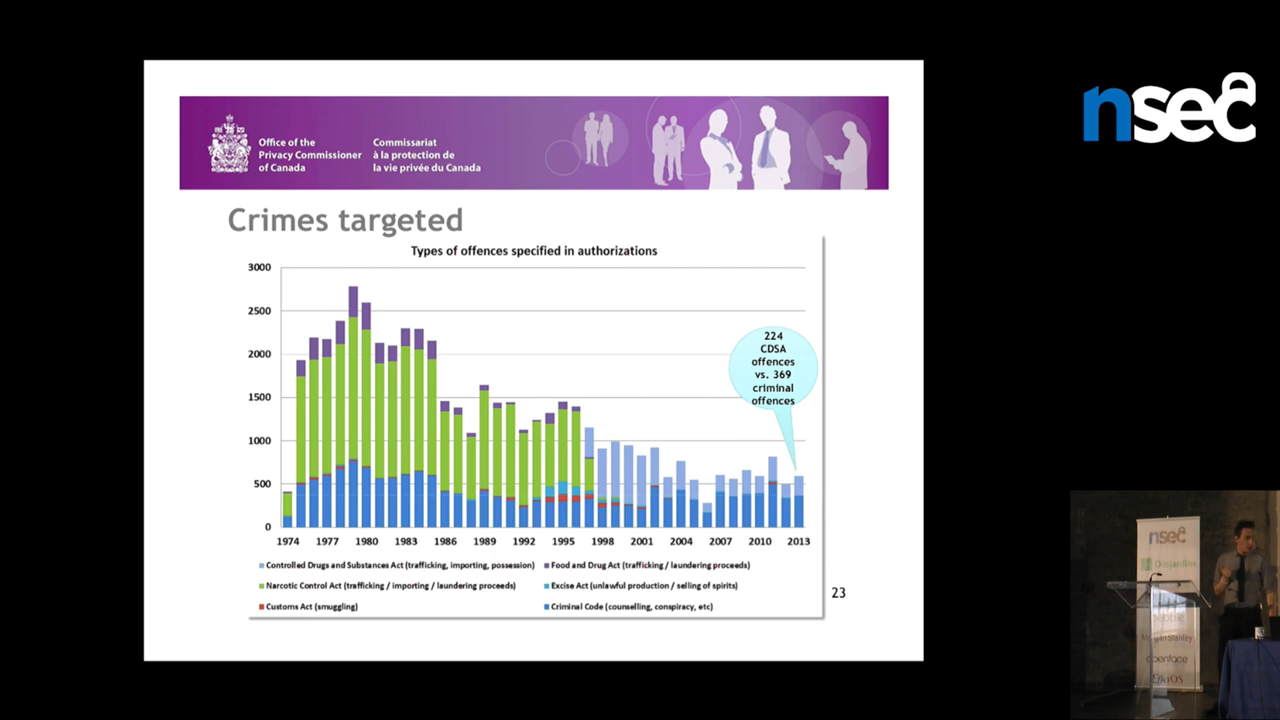 nsec
Office of the
Privacy Commissioner
of Canada
Commissariat
à la protection de
la vie privée du Canada
Crimes targeted
Types of offences specified in authorizations
3000
2500
2000
1500
1000
500
0
224
CDSA
offences
vs. 369
criminal
offences
1974 1977 1980 1983 1986 1989 1992 1995 1998 2001 2004 2007 2010 2013
Controlled Drugs and Substances Act (trafficking, importing, possession)
Food and Drug Act (trafficking / laundering proceeds)
Narcotic Control Act (trafficking / importing / laundering proceeds)
Excise Act (unlawful production / selling of spirits)
Customs Act (smuggling)
Criminal Code (counselling, conspiracy, etc)
23
nsec
Desjardins